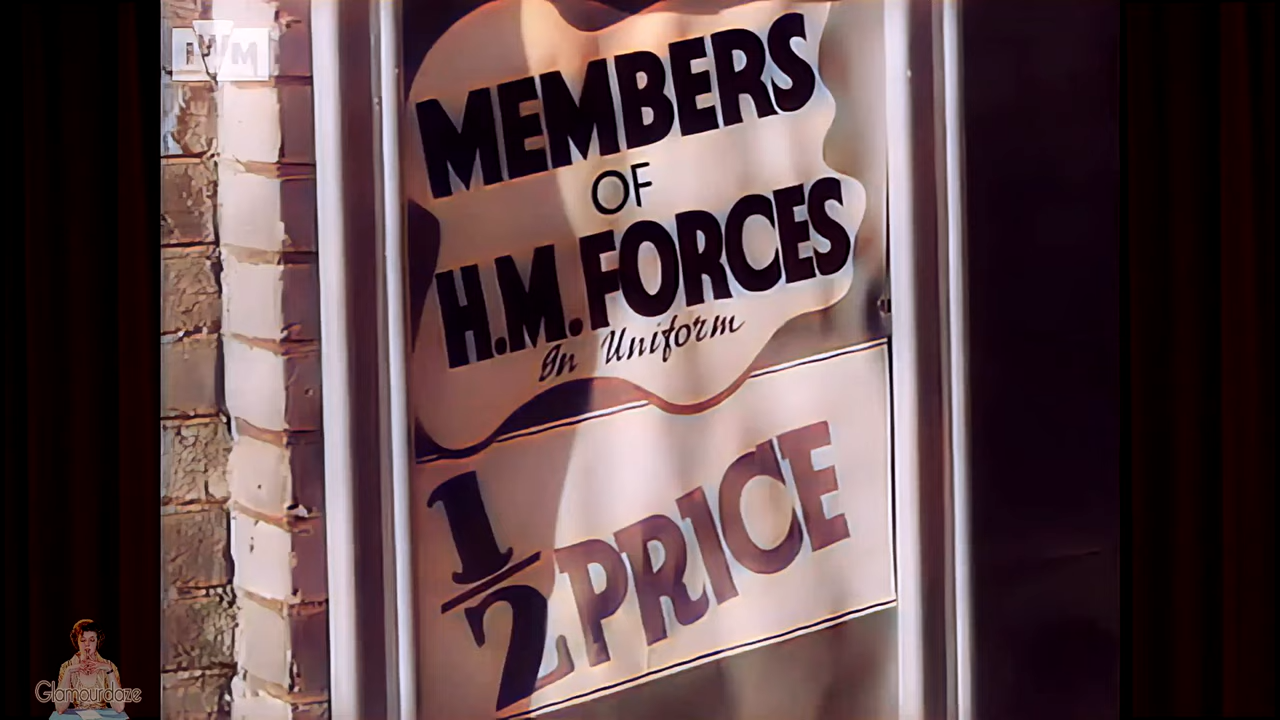 IWM
MEMBERS
OF
H.M. FORCES
In Uniform
1/2 PRICE
Glamourdaze